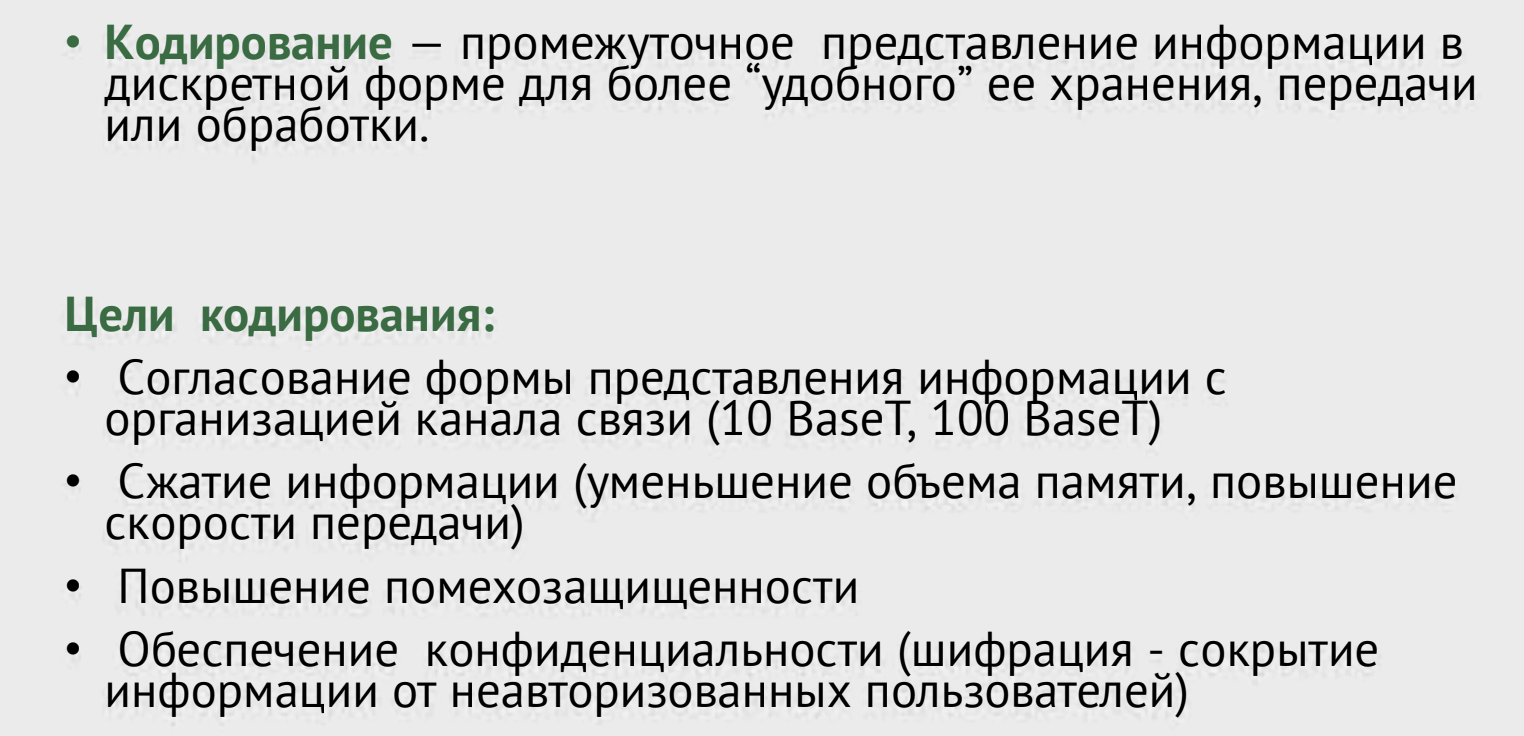 • Кодирование — промежуточное представление информации в
дискретной форме для более “удобного” ее хранения, передачи
или обработки.
Цели кодирования:
• Согласование формы представления информации с
организацией канала связи (10 BaseT, 100 BaseT)
• Сжатие информации (уменьшение объема памяти, повышение
скорости передачи)
• Повышение помехозащищенности
• Обеспечение конфиденциальности (шифрация - сокрытие
информации от неавторизованных пользователей)